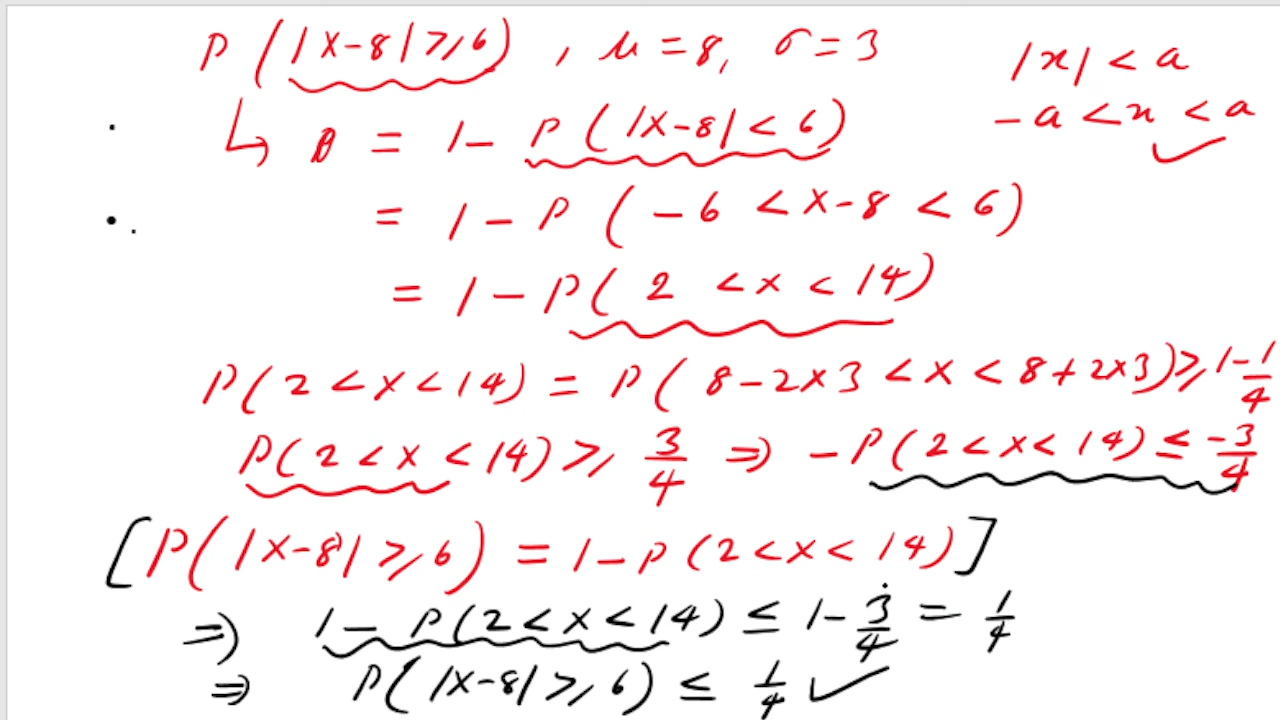 P(|X-8|≥6), μ=8, σ=3
|x|<a
-a<x<a ✓
↳ = 1-P(|X-8|<6)
= 1-P(-6<X-8<6)
= 1-P(2<X<14)
P(2<X<14) = P(8-2×3<X<8+2×3)≥1-1/4
P(2<X<14)≥3/4 ⇒ -P(2<X<14)≤-3/4
[P(|X-8|≥6) = 1-P(2<X<14)]
⇒ 1-P(2<X<14)≤1-3/4=1/4
⇒ P(|X-8|≥6)≤1/4 ✓